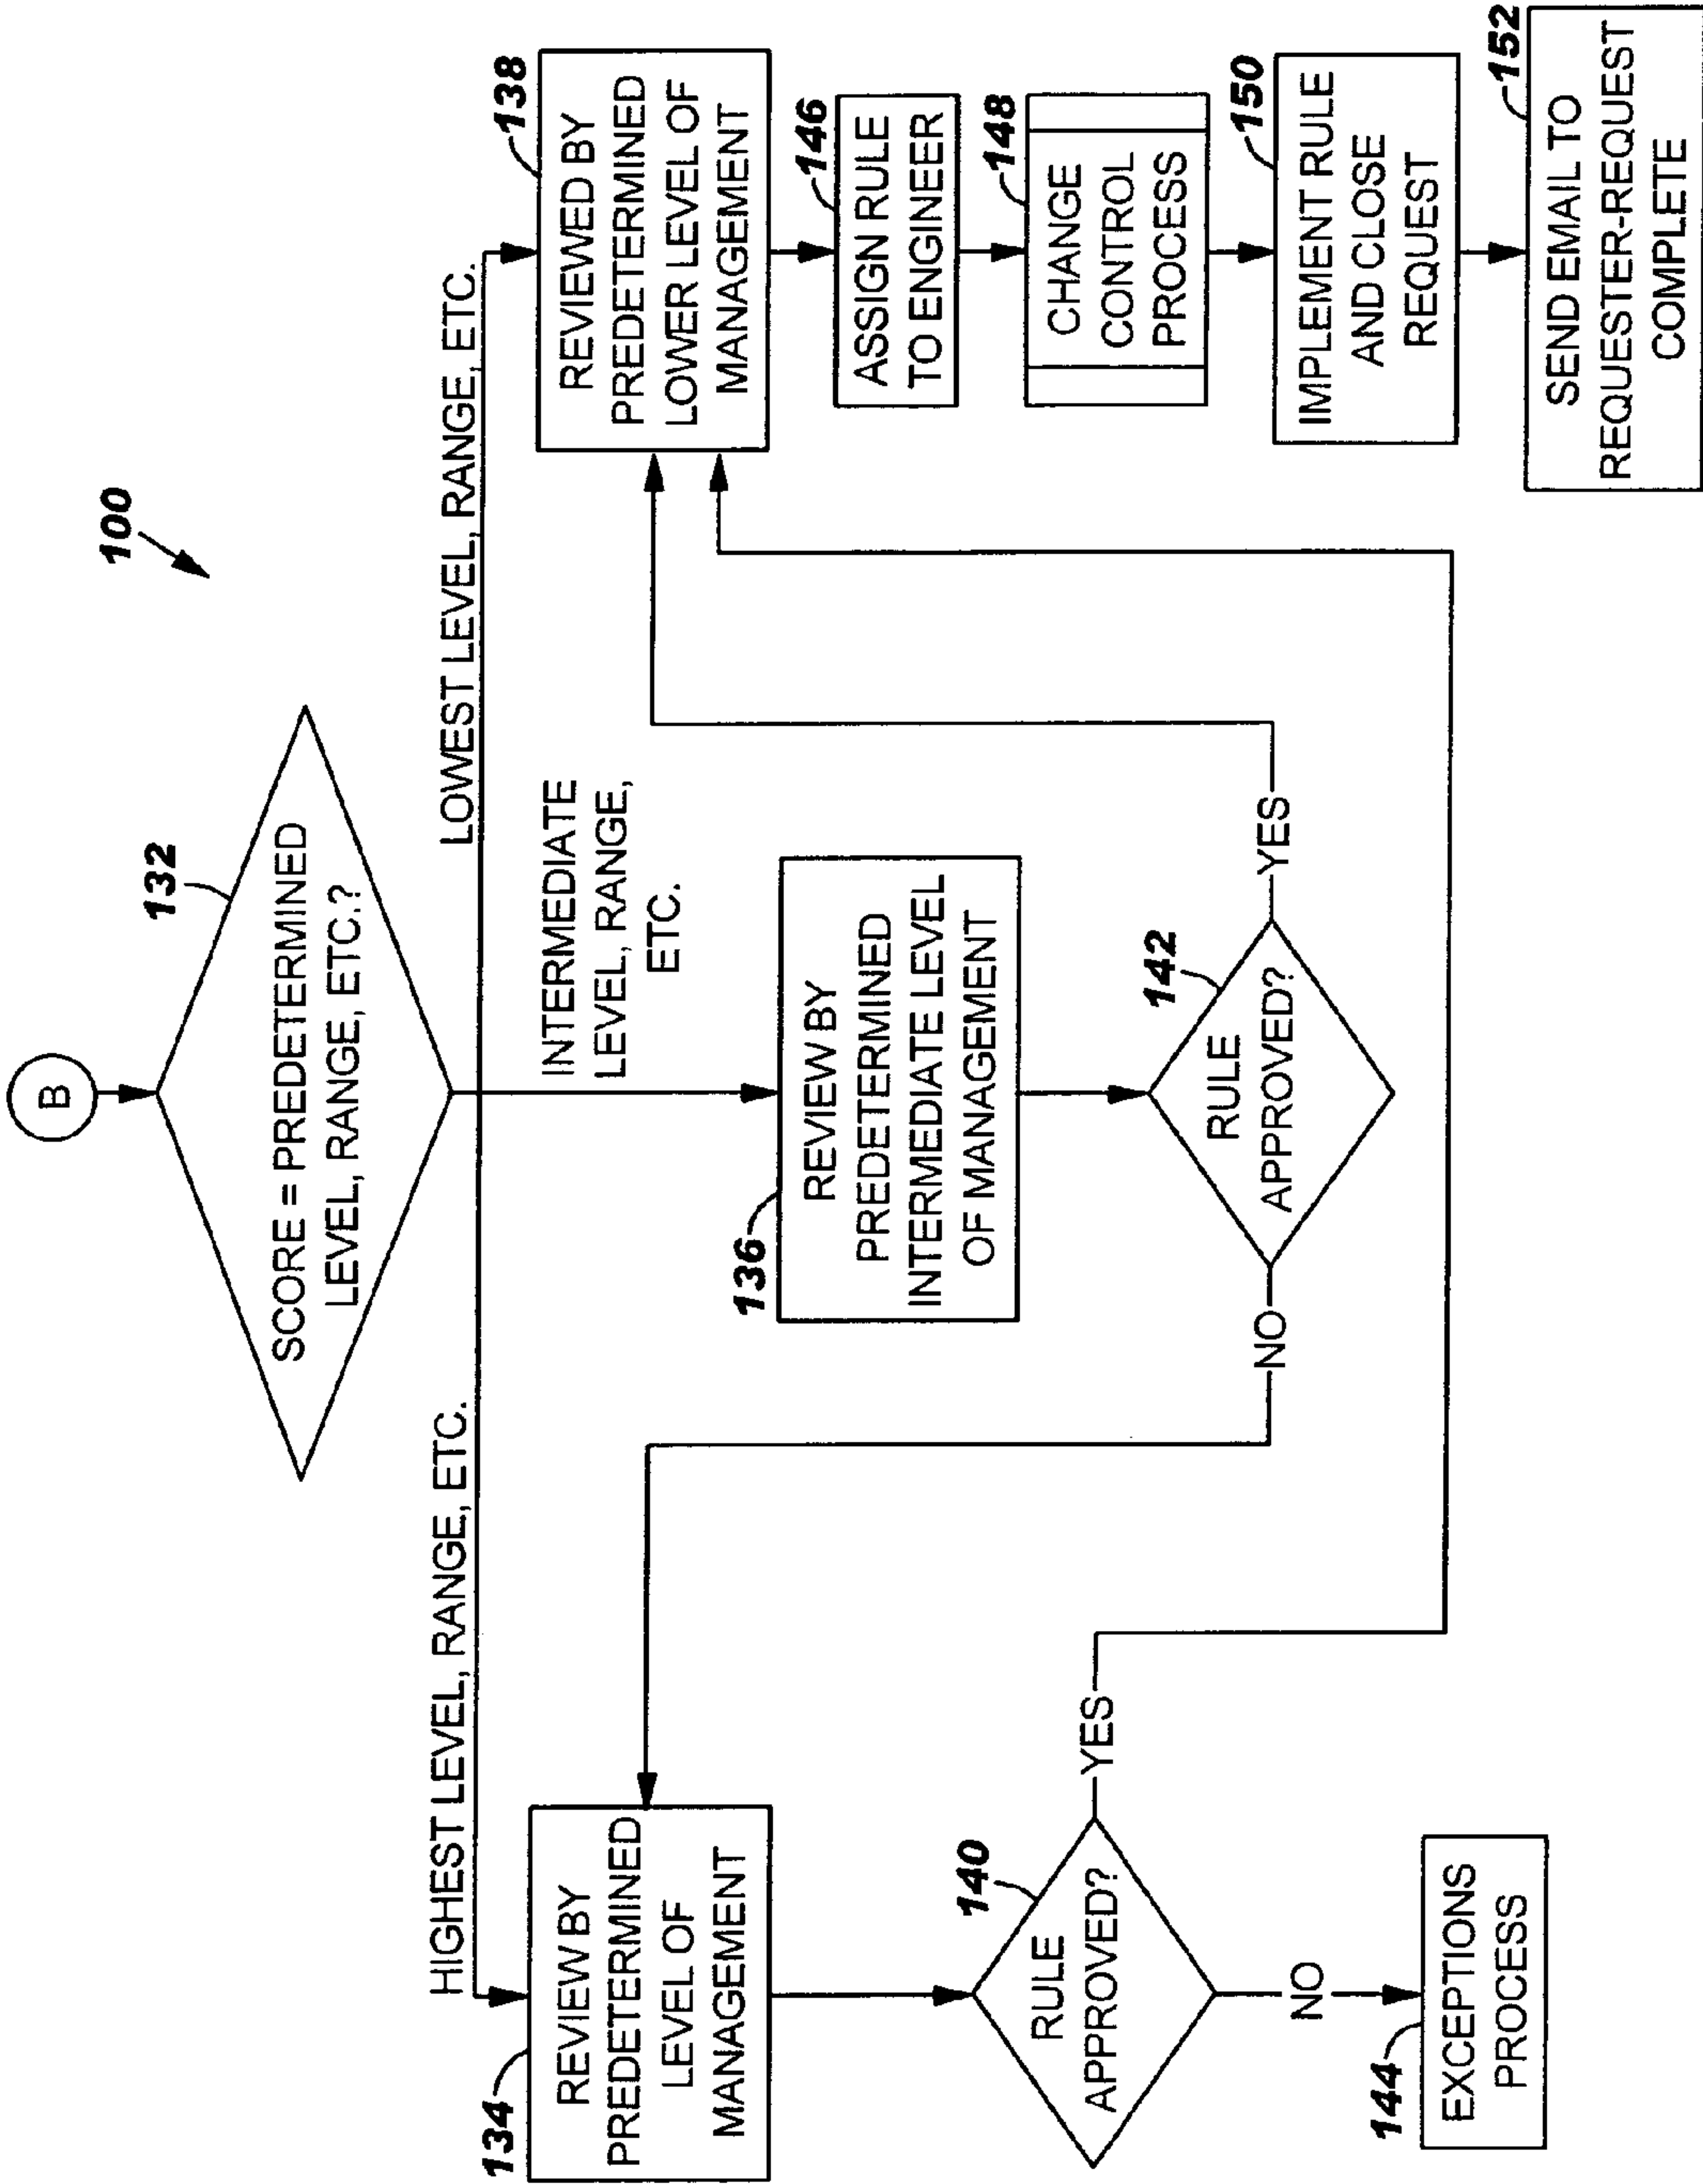 100
B
132
SCORE = PREDETERMINED
LEVEL, RANGE, ETC.?
HIGHEST LEVEL, RANGE, ETC.
LOWEST LEVEL, RANGE, ETC.
INTERMEDIATE
LEVEL, RANGE,
ETC.
134
REVIEW BY
PREDETERMINED
LEVEL OF
MANAGEMENT
136
REVIEW BY
PREDETERMINED
INTERMEDIATE LEVEL
OF MANAGEMENT
138
REVIEWED BY
PREDETERMINED
LOWER LEVEL OF
MANAGEMENT
140
RULE
APPROVED?
YES
NO
142
RULE
APPROVED?
NO
YES
144
EXCEPTIONS
PROCESS
146
ASSIGN RULE
TO ENGINEER
148
CHANGE
CONTROL
PROCESS
150
IMPLEMENT RULE
AND CLOSE
REQUEST
152
SEND EMAIL TO
REQUESTER-REQUEST
COMPLETE